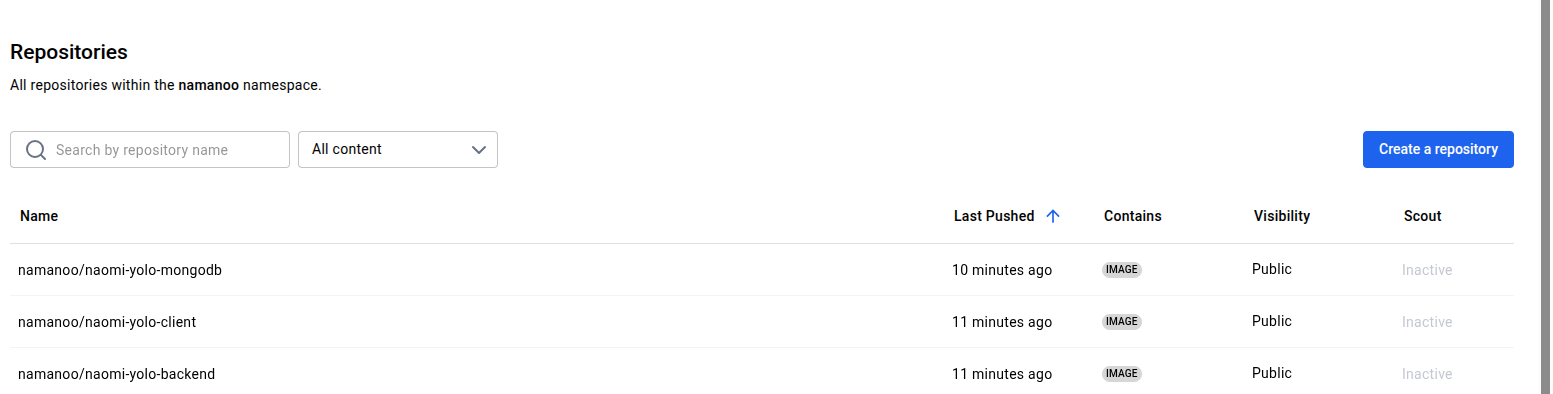 Repositories
All repositories within the namanoo namespace.
Search by repository name All content Create a repository
Name Last Pushed Contains Visibility Scout
namanoo/naomi-yolo-mongodb 10 minutes ago IMAGE Public Inactive
namanoo/naomi-yolo-client 11 minutes ago IMAGE Public Inactive
namanoo/naomi-yolo-backend 11 minutes ago IMAGE Public Inactive